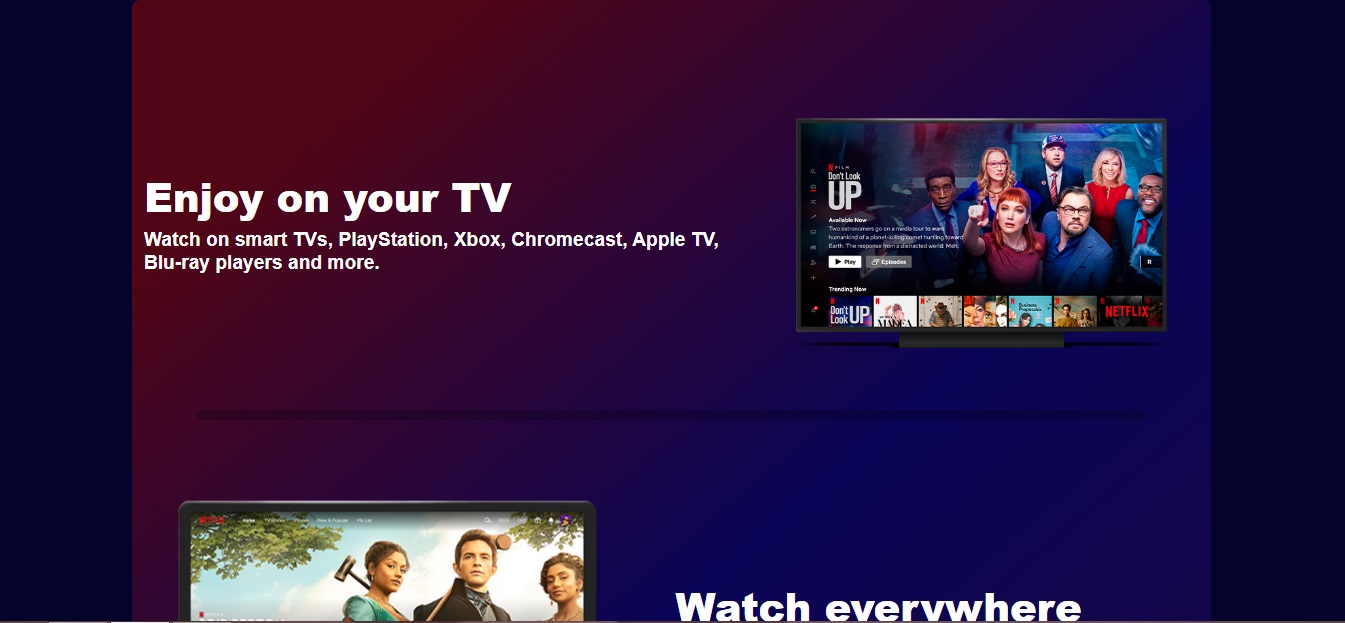 Enjoy on your TV
Watch on smart TVs, PlayStation, Xbox, Chromecast, Apple TV,
Blu-ray players and more.
N FILM
Don't Look
UP
Available Now
Two astronomers go on a media tour to warn
humankind of a planet-killing comet hurtling toward
Earth. The response from a distracted world: Meh.
Play
Episodes
R
Trending Now
Don't
Look UP
NETFLIX
Home
New & Popular
My List
Watch everywhere